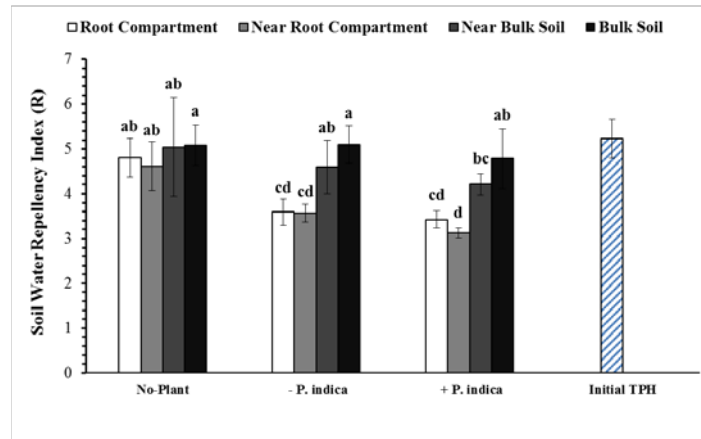 Root Compartment Near Root Compartment Near Bulk Soil Bulk Soil
Soil Water Repellency Index (R)
7
6
5
4
3
2
1
0
ab ab ab a
cd cd ab a
cd d bc ab
No-Plant - P. indica + P. indica Initial TPH